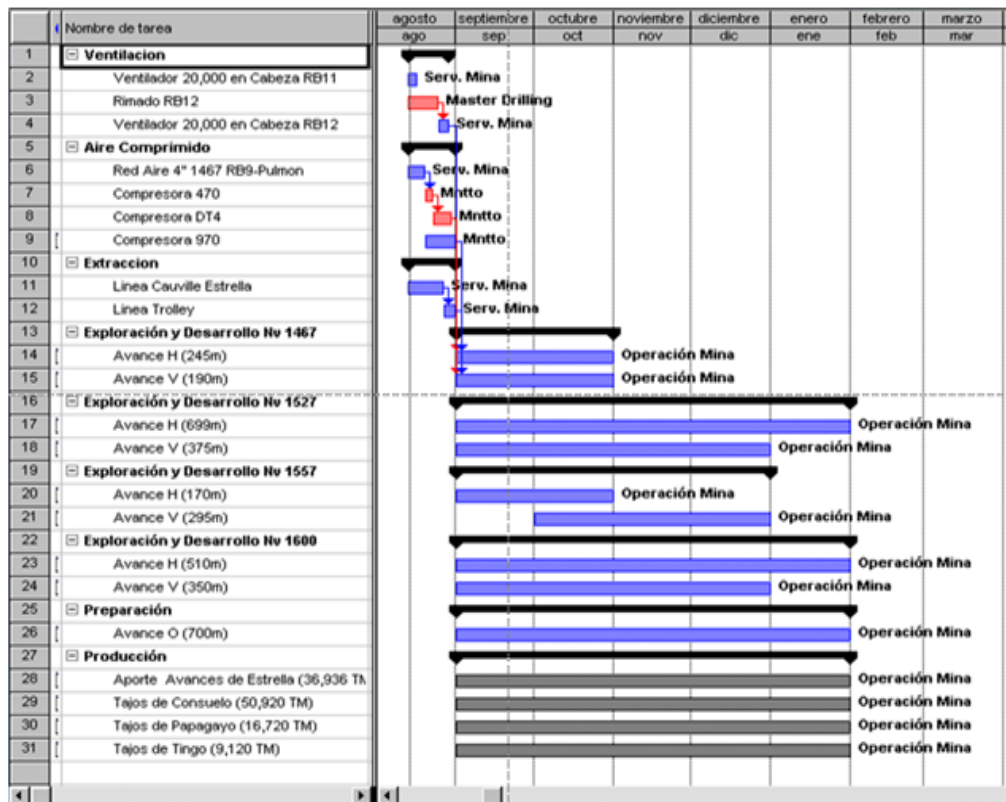 Nombre de tarea
agosto septiembre octubre noviembre diciembre enero febrero marzo
ago sep oct nov dic ene feb mar
1 Ventilacion
2 Ventilador 20,000 en Cabeza RB11 Serv. Mina
3 Rimado RB12 Master Drilling
4 Ventilador 20,000 en Cabeza RB12 Serv. Mina
5 Aire Comprimido
6 Red Aire 4" 1467 RB9-Pulmon Serv. Mina
7 Compresora 470 Mntto
8 Compresora DT4 Mntto
9 Compresora 970 Mntto
10 Extraccion
11 Linea Cauville Estrella Serv. Mina
12 Linea Trolley Serv. Mina
13 Exploración y Desarrollo Nv 1467
14 Avance H (245m) Operación Mina
15 Avance V (190m) Operación Mina
16 Exploración y Desarrollo Nv 1527
17 Avance H (699m) Operación Mina
18 Avance V (375m) Operación Mina
19 Exploración y Desarrollo Nv 1557
20 Avance H (170m) Operación Mina
21 Avance V (295m) Operación Mina
22 Exploración y Desarrollo Nv 1600
23 Avance H (510m) Operación Mina
24 Avance V (350m) Operación Mina
25 Preparación
26 Avance O (700m) Operación Mina
27 Producción
28 Aporte Avances de Estrella (36,936 TM Operación Mina
29 Tajos de Consuelo (50,920 TM) Operación Mina
30 Tajos de Papagayo (16,720 TM) Operación Mina
31 Tajos de Tingo (9,120 TM) Operación Mina